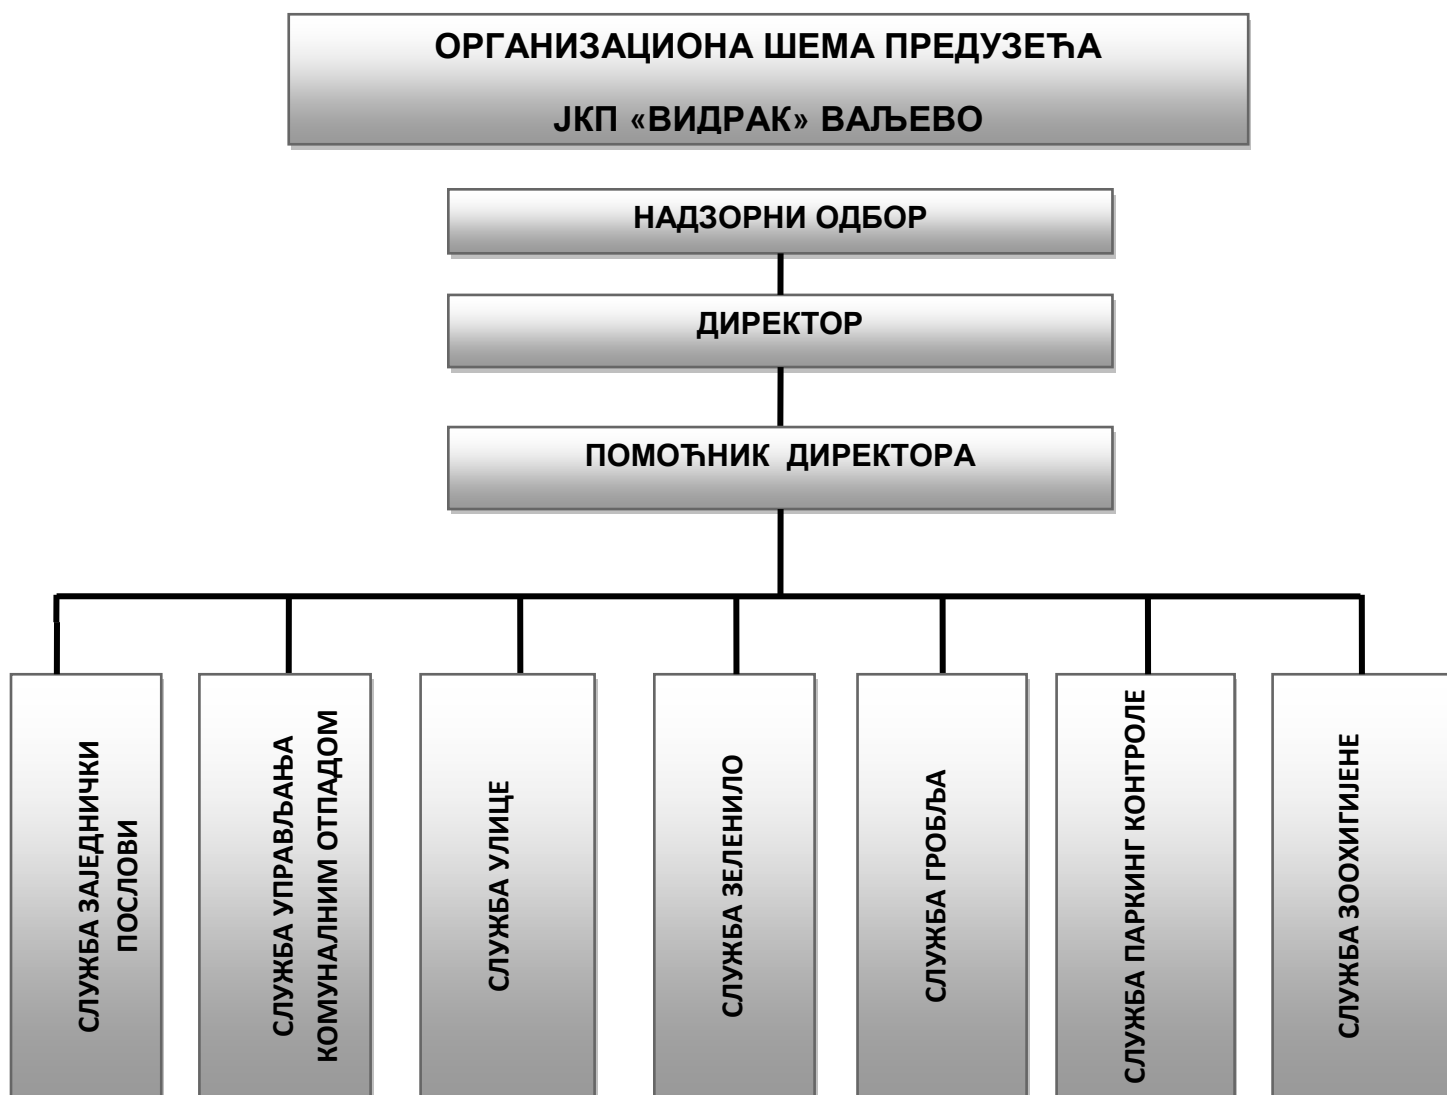 ОРГАНИЗАЦИОНА ШЕМА ПРЕДУЗЕЋА
ЈКП «ВИДРАК» ВАЉЕВО
НАДЗОРНИ ОДБОР
ДИРЕКТОР
ПОМОЋНИК ДИРЕКТОРА
СЛУЖБА ЗАЈЕДНИЧКИ
ПОСЛОВИ
СЛУЖБА УПРАВЉАЊА
КОМУНАЛНИМ ОТПАДОМ
СЛУЖБА УЛИЦЕ
СЛУЖБА ЗЕЛЕНИЛО
СЛУЖБА ГРОБЉА
СЛУЖБА ПАРКИНГ КОНТРОЛЕ
СЛУЖБА ЗООХИГИЈЕНЕ